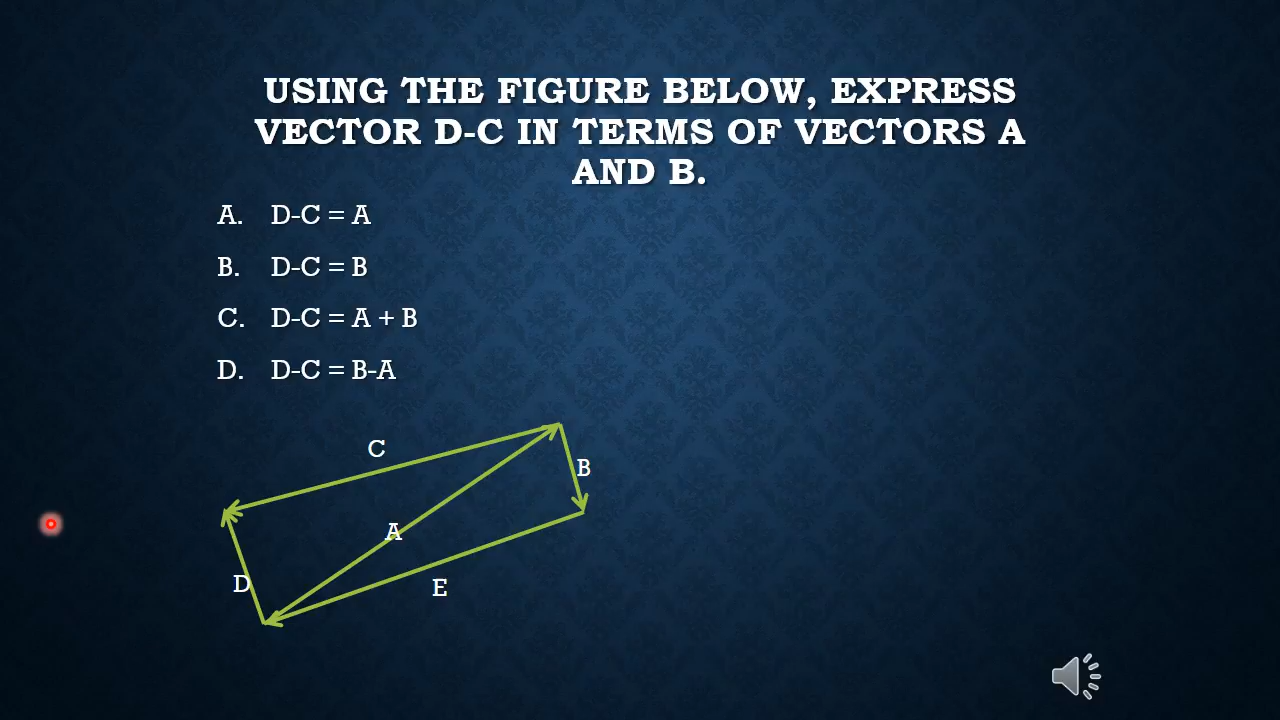 USING THE FIGURE BELOW, EXPRESS
VECTOR D-C IN TERMS OF VECTORS A
AND B.
A. D-C = A
B. D-C = B
C. D-C = A + B
D. D-C = B-A
C
B
A
D
E